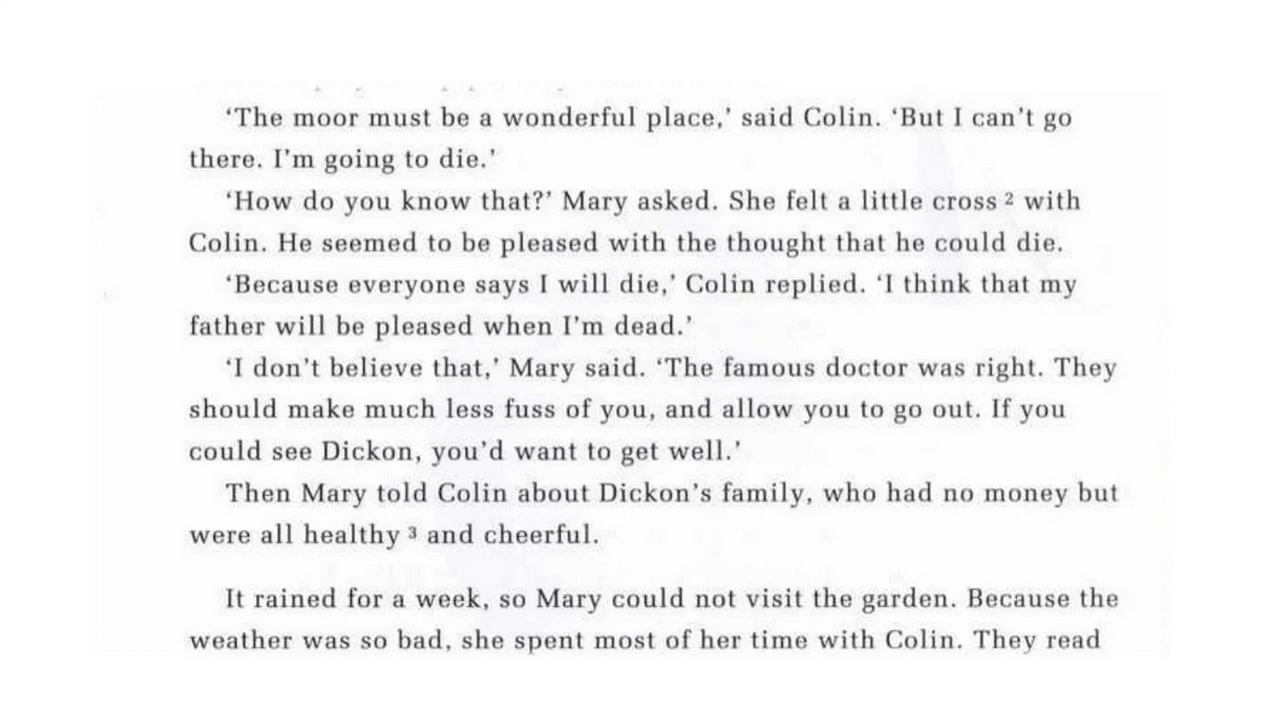 ‘The moor must be a wonderful place,’ said Colin. ‘But I can’t go
there. I’m going to die.’
‘How do you know that?’ Mary asked. She felt a little cross ² with
Colin. He seemed to be pleased with the thought that he could die.
‘Because everyone says I will die,’ Colin replied. ‘I think that my
father will be pleased when I’m dead.’
‘I don’t believe that,’ Mary said. ‘The famous doctor was right. They
should make much less fuss of you, and allow you to go out. If you
could see Dickon, you’d want to get well.’
Then Mary told Colin about Dickon’s family, who had no money but
were all healthy ³ and cheerful.
It rained for a week, so Mary could not visit the garden. Because the
weather was so bad, she spent most of her time with Colin. They read